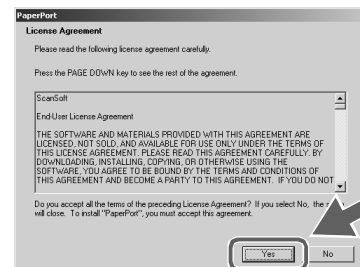 PaperPort
License Agreement
Please read the following license agreement carefully.
Press the PAGE DOWN key to see the rest of the agreement.
ScanSoft
End-User License Agreement
THE SOFTWARE AND MATERIALS PROVIDED WITH THIS AGREEMENT ARE
LICENSED, NOT SOLD, AND AVAILABLE FOR USE ONLY UNDER THE TERMS OF
THIS LICENSE AGREEMENT. PLEASE READ THIS AGREEMENT CAREFULLY. BY
DOWNLOADING, INSTALLING, COPYING, OR OTHERWISE USING THE
SOFTWARE, YOU AGREE TO BE BOUND BY THE TERMS AND CONDITIONS OF
THIS AGREEMENT AND BECOME A PARTY TO THIS AGREEMENT. IF YOU DO NOT
Do you accept all the terms of the preceding License Agreement? If you select No, the
will close. To install "PaperPort", you must accept this agreement.
Yes No